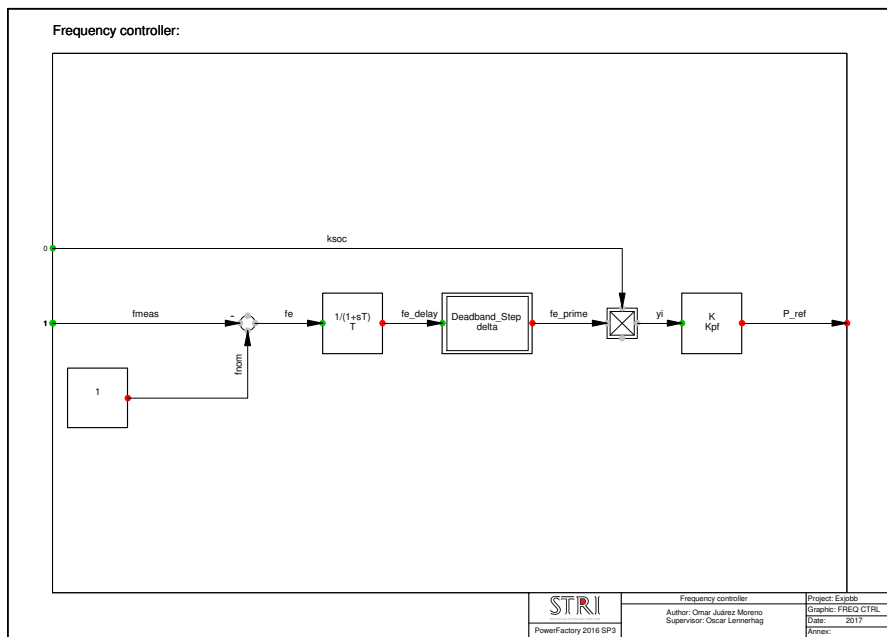 Frequency controller:
0
ksoc
1
fmeas
-
fe
1/(1+sT)
T
fe_delay
Deadband_Step
delta
fe_prime
yi
K
Kpf
P_ref
fnom
1
STRI
PowerFactory 2016 SP3
Frequency controller
Author: Omar Juárez Moreno
Supervisor: Oscar Lennerhag
Project: Exjobb
Graphic: FREQ CTRL
Date: 2017
Annex: